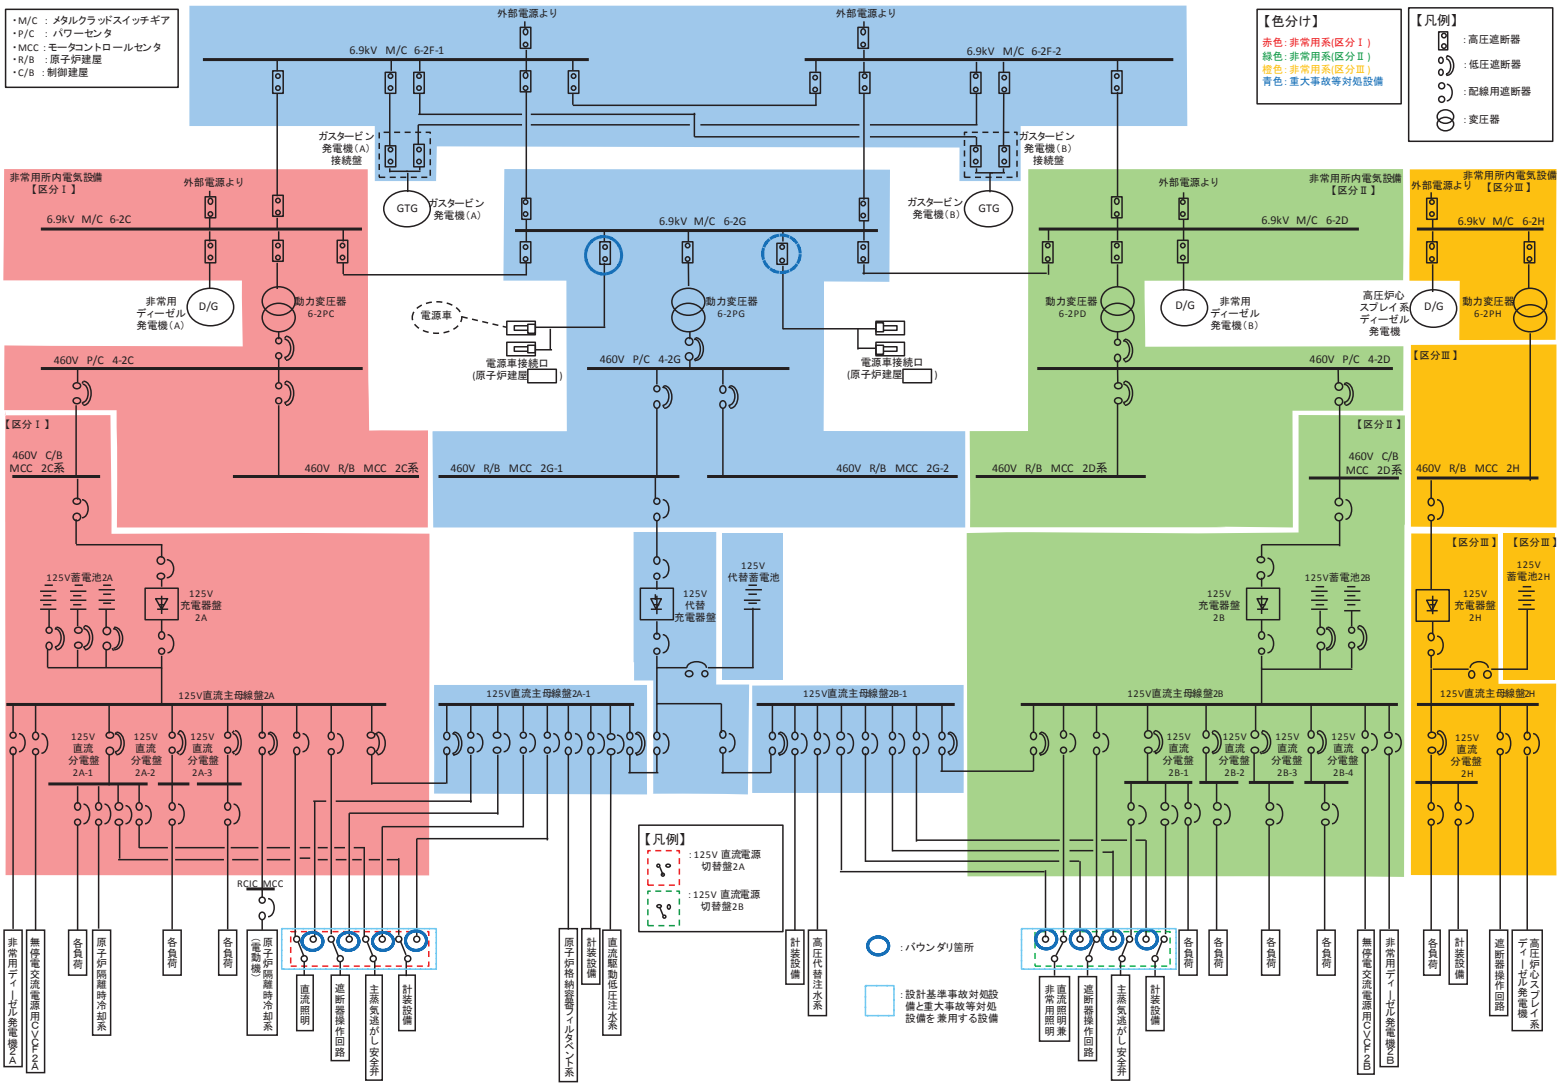 ・M/C : メタルクラッドスイッチギア
・P/C : パワーセンタ
・MCC : モータコントロールセンタ
・R/B : 原子炉建屋
・C/B : 制御建屋
外部電源より
外部電源より
6.9kV M/C 6-2F-1
6.9kV M/C 6-2F-2
【色分け】
赤色: 非常用系(区分Ⅰ)
緑色: 非常用系(区分Ⅱ)
橙色: 非常用系(区分Ⅲ)
青色: 重大事故等対処設備
【凡例】
: 高圧遮断器
: 低圧遮断器
: 配線用遮断器
: 変圧器
ガスタービン
発電機(A)
接続盤
ガスタービン
発電機(B)
接続盤
GTG
ガスタービン
発電機(A)
ガスタービン
発電機(B)
GTG
非常用所内電気設備
【区分Ⅰ】
外部電源より
6.9kV M/C 6-2C
6.9kV M/C 6-2G
非常用所内電気設備
【区分Ⅱ】
外部電源より
6.9kV M/C 6-2D
非常用所内電気設備
【区分Ⅲ】
外部電源より
6.9kV M/C 6-2H
非常用
ディーゼル
発電機(A)
D/G
動力変圧器
6-2PC
電源車
動力変圧器
6-2PG
電源車接続口
(原子炉建屋 )
電源車接続口
(原子炉建屋 )
動力変圧器
6-2PD
D/G
非常用
ディーゼル
発電機(B)
高圧炉心
スプレイ系
ディーゼル
発電機
D/G
動力変圧器
6-2PH
460V P/C 4-2C
460V P/C 4-2G
460V P/C 4-2D
【区分Ⅲ】
【区分Ⅰ】
【区分Ⅱ】
460V C/B
MCC 2C系
460V R/B MCC 2C系
460V R/B MCC 2G-1
460V R/B MCC 2G-2
460V R/B MCC 2D系
460V C/B
MCC 2D系
460V R/B MCC 2H
125V蓄電池2A
125V
充電器盤
2A
125V
代替
充電器盤
125V
代替蓄電池
125V
充電器盤
2B
125V蓄電池2B
【区分Ⅲ】
125V
充電器盤
2H
【区分Ⅲ】
125V
蓄電池2H
125V直流主母線盤2A
125V直流主母線盤2A-1
125V直流主母線盤2B-1
125V直流主母線盤2B
125V直流主母線盤2H
125V
直流
分電盤
2A-1
125V
直流
分電盤
2A-2
125V
直流
分電盤
2A-3
125V
直流
分電盤
2B-1
125V
直流
分電盤
2B-2
125V
直流
分電盤
2B-3
125V
直流
分電盤
2B-4
125V
直流
分電盤
2H
【凡例】
: 125V 直流電源
切替盤2A
: 125V 直流電源
切替盤2B
RCIC MCC
: バウンダリ箇所
: 設計基準事故対処設
備と重大事故等対処
設備を兼用する設備
非常用ディーゼル発電機2A
無停電交流電源用CVCF2A
各負荷
原子炉隔離時冷却系
各負荷
各負荷
原子炉隔離時冷却系
(電動機)
直流照明
遮断器操作回路
主蒸気逃がし安全弁
計装設備
原子炉格納容器フィルタベント系
計装設備
直流駆動低圧注水系
計装設備
高圧代替注水系
直流照明兼
非常用照明
遮断器操作回路
主蒸気逃がし安全弁
計装設備
各負荷
各負荷
各負荷
各負荷
無停電交流電源用CVCF2B
非常用ディーゼル発電機2B
各負荷
計装設備
遮断器操作回路
高圧炉心スプレイ系
ディーゼル発電機